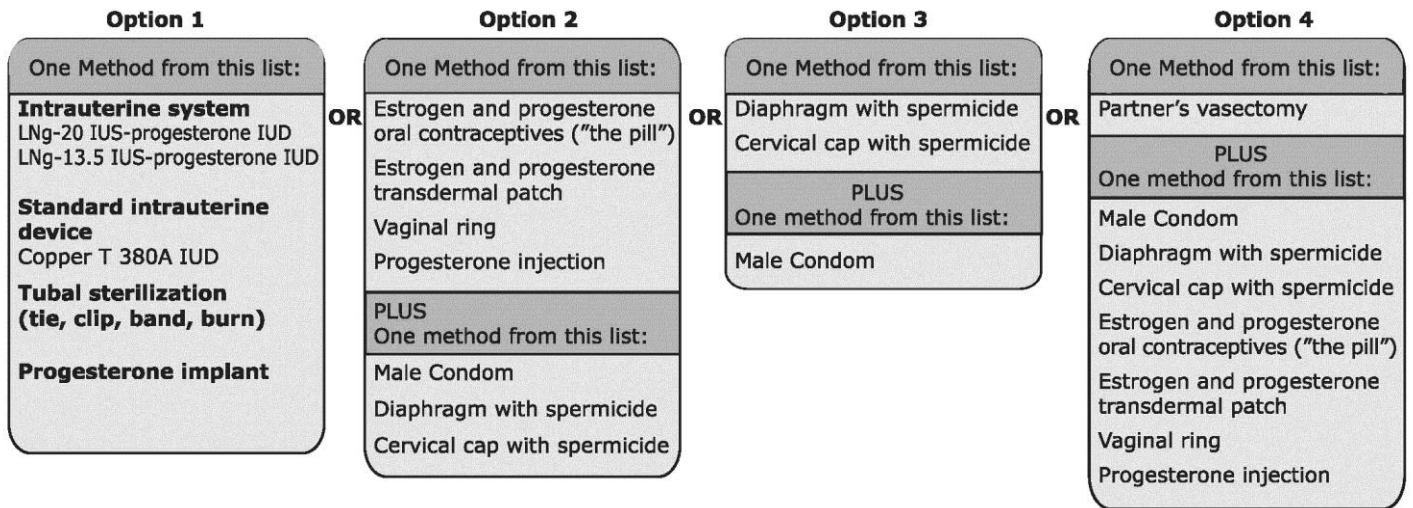 Option 1
One Method from this list:
Intrauterine system
LNg-20 IUS-progesterone IUD
LNg-13.5 IUS-progesterone IUD
Standard intrauterine
device
Copper T 380A IUD
Tubal sterilization
(tie, clip, band, burn)
Progesterone implant
OR
Option 2
One Method from this list:
Estrogen and progesterone
oral contraceptives ("the pill")
Estrogen and progesterone
transdermal patch
Vaginal ring
Progesterone injection
PLUS
One method from this list:
Male Condom
Diaphragm with spermicide
Cervical cap with spermicide
OR
Option 3
One Method from this list:
Diaphragm with spermicide
Cervical cap with spermicide
PLUS
One method from this list:
Male Condom
OR
Option 4
One Method from this list:
Partner's vasectomy
PLUS
One method from this list:
Male Condom
Diaphragm with spermicide
Cervical cap with spermicide
Estrogen and progesterone
oral contraceptives ("the pill")
Estrogen and progesterone
transdermal patch
Vaginal ring
Progesterone injection